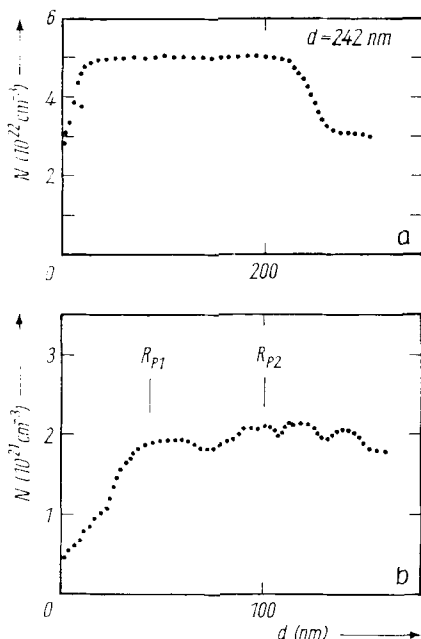 d = 242 nm
N (10²² cm⁻³)
6
4
2
0
200
a
N (10²¹ cm⁻³)
3
2
1
0
R_P1
R_P2
100
d (nm)
b